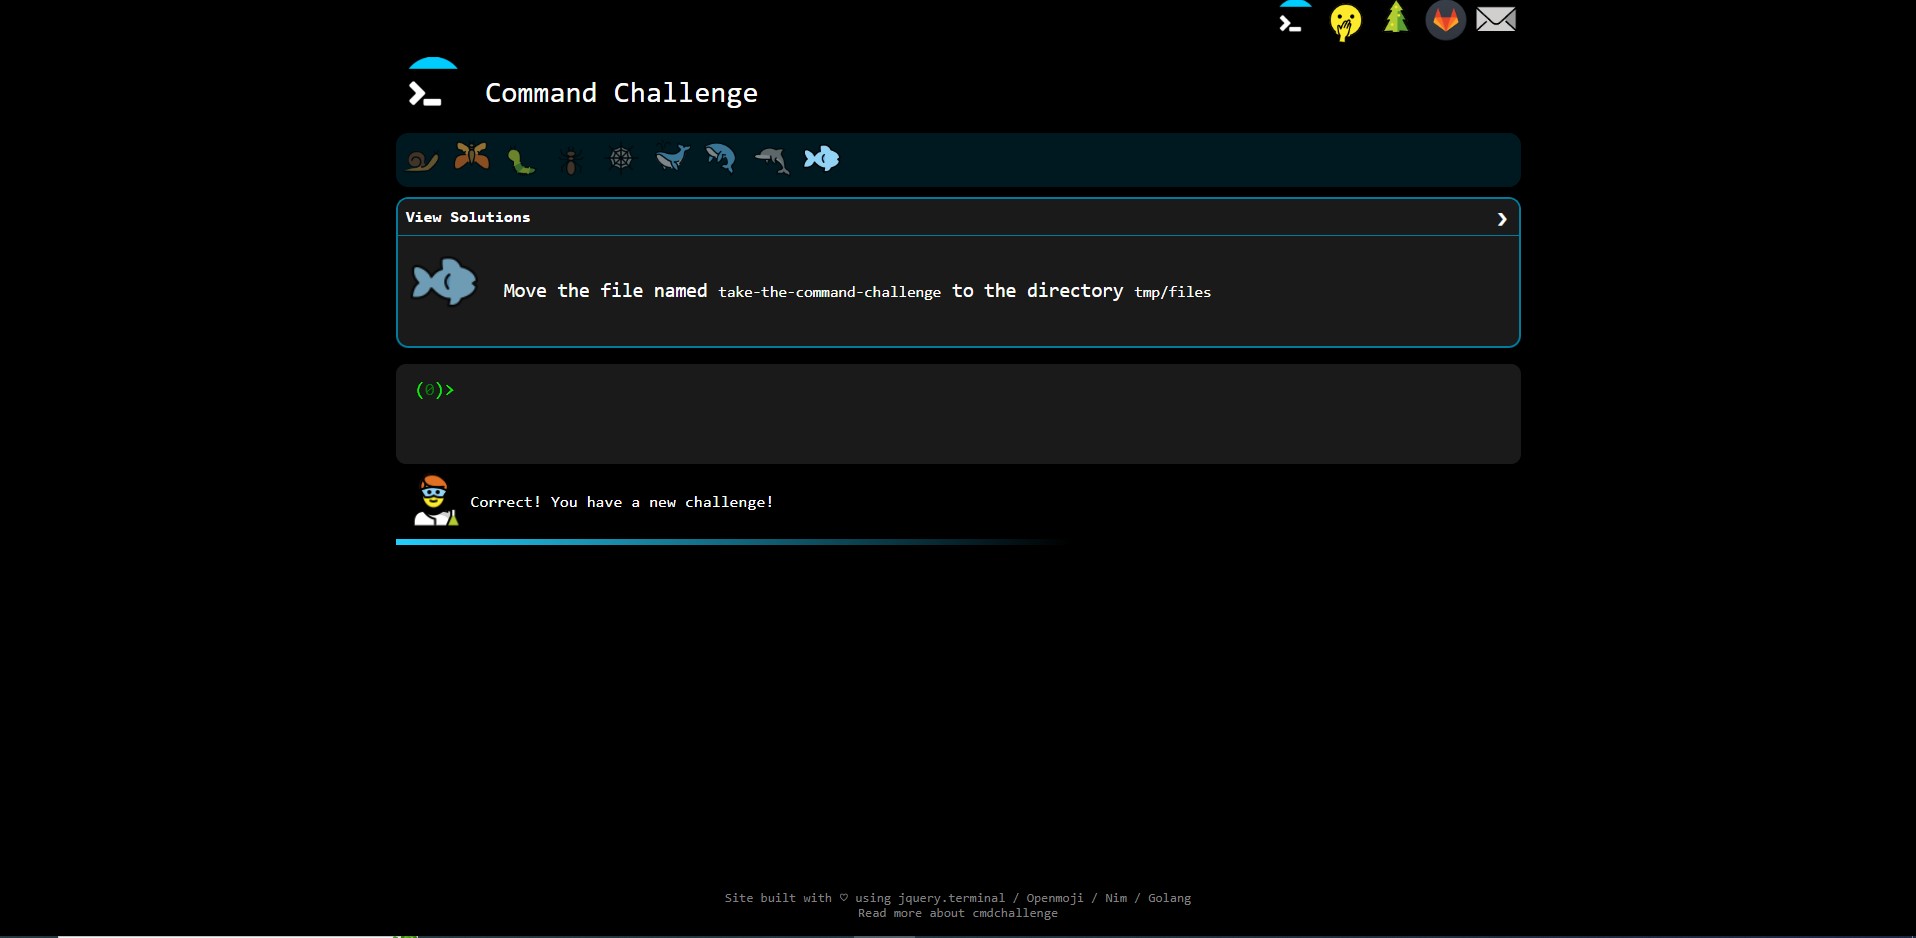 Command Challenge
View Solutions
Move the file named take-the-command-challenge to the directory tmp/files
(0)>
Correct! You have a new challenge!
Site built with ♡ using jquery.terminal / Openmoji / Nim / Golang
Read more about cmdchallenge